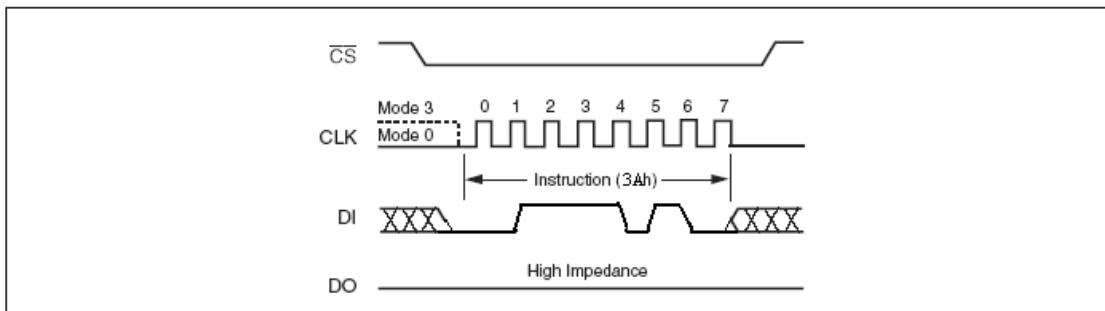 CS
Mode 3
0 1 2 3 4 5 6 7
CLK
Mode 0
Instruction (3Ah)
DI
High Impedance
DO